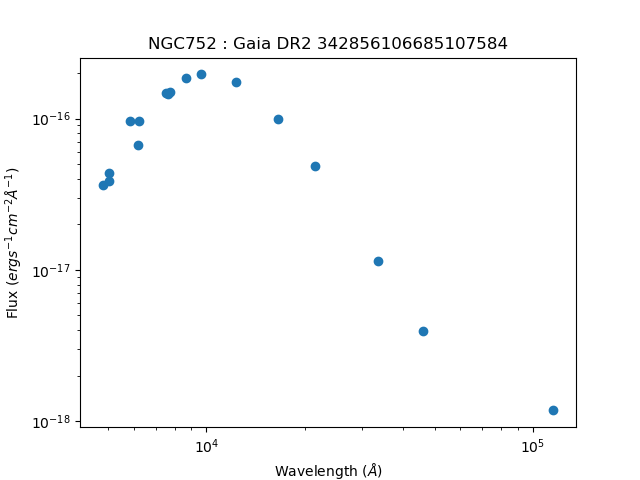 NGC752 : Gaia DR2 342856106685107584
Flux (ergs⁻¹cm⁻²Å⁻¹)
10⁻¹⁶
10⁻¹⁷
10⁻¹⁸
10⁴
10⁵
Wavelength (Å)